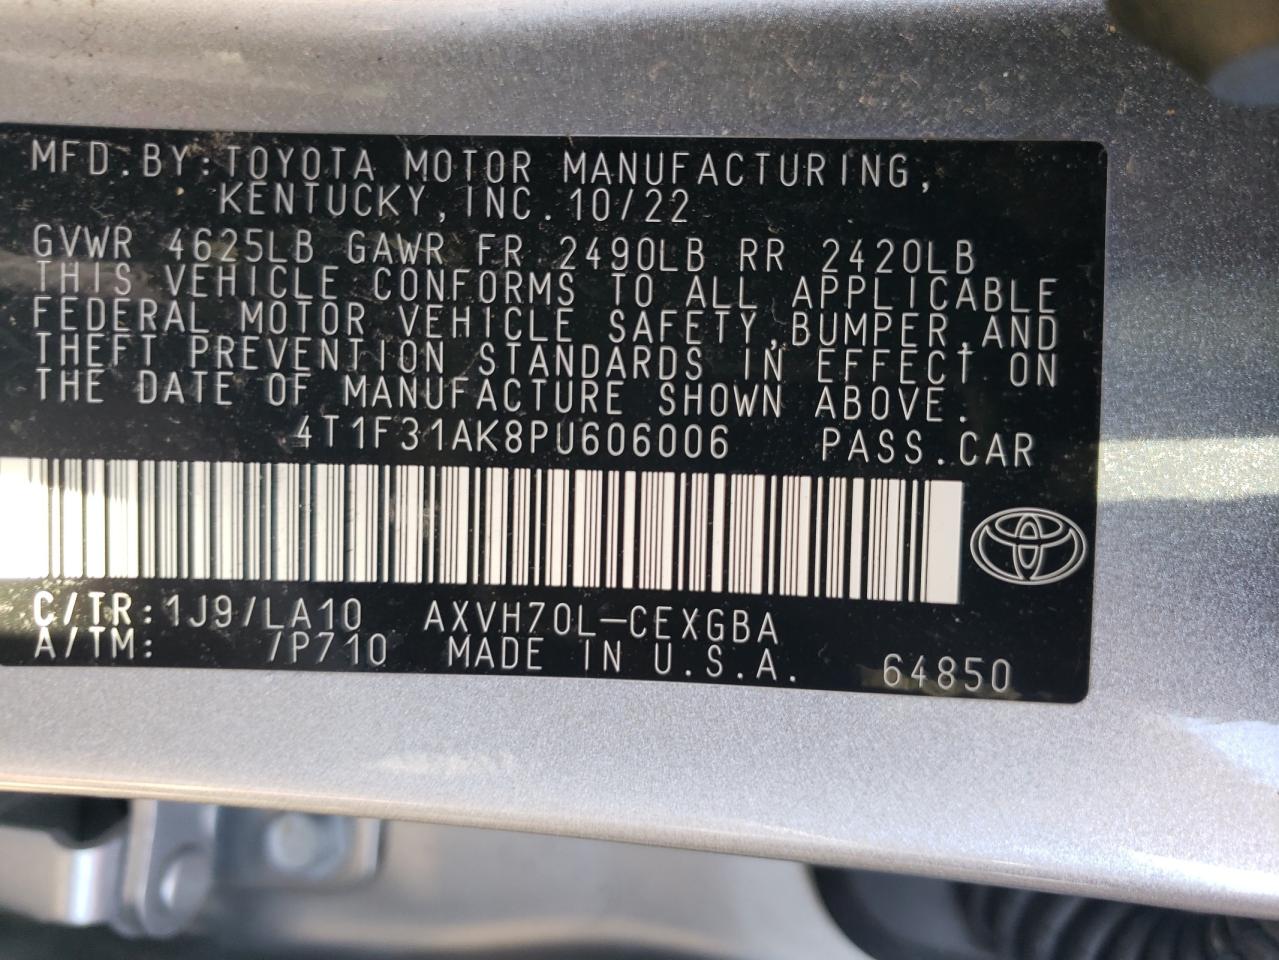 MFD. BY: TOYOTA MOTOR MANUFACTURING,
KENTUCKY, INC. 10/22
GVWR 4625LB GAWR FR 2490LB RR 2420LB
THIS VEHICLE CONFORMS TO ALL APPLICABLE
FEDERAL MOTOR VEHICLE SAFETY, BUMPER, AND
THEFT PREVENTION STANDARDS IN EFFECT ON
THE DATE OF MANUFACTURE SHOWN ABOVE.
4T1F31AK8PU606006 PASS. CAR
C/TR: 1J9/LA10 AXVH70L-CEXGBA
A/TM: /P710 MADE IN U.S.A. 64850